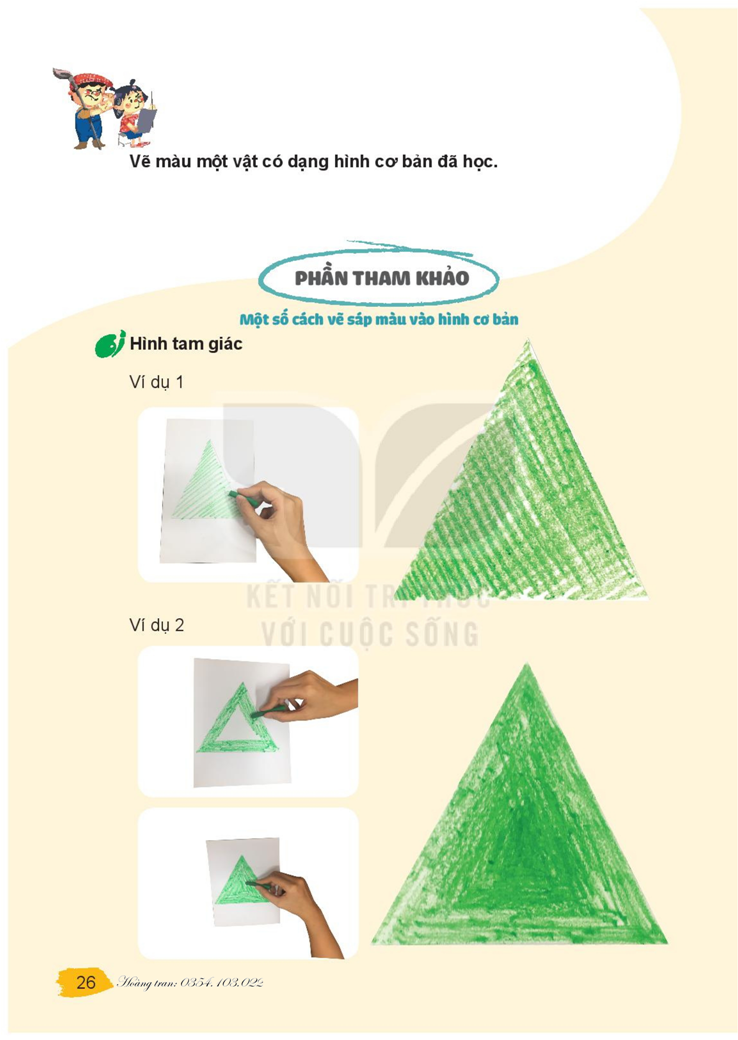 Vẽ màu một vật có dạng hình cơ bản đã học.
PHẦN THAM KHẢO
Một số cách vẽ sáp màu vào hình cơ bản
Hình tam giác
Ví dụ 1
KẾT NỐI TRI THỨC
VỚI CUỘC SỐNG
Ví dụ 2
26 Hoàng tran: 0354.103.022